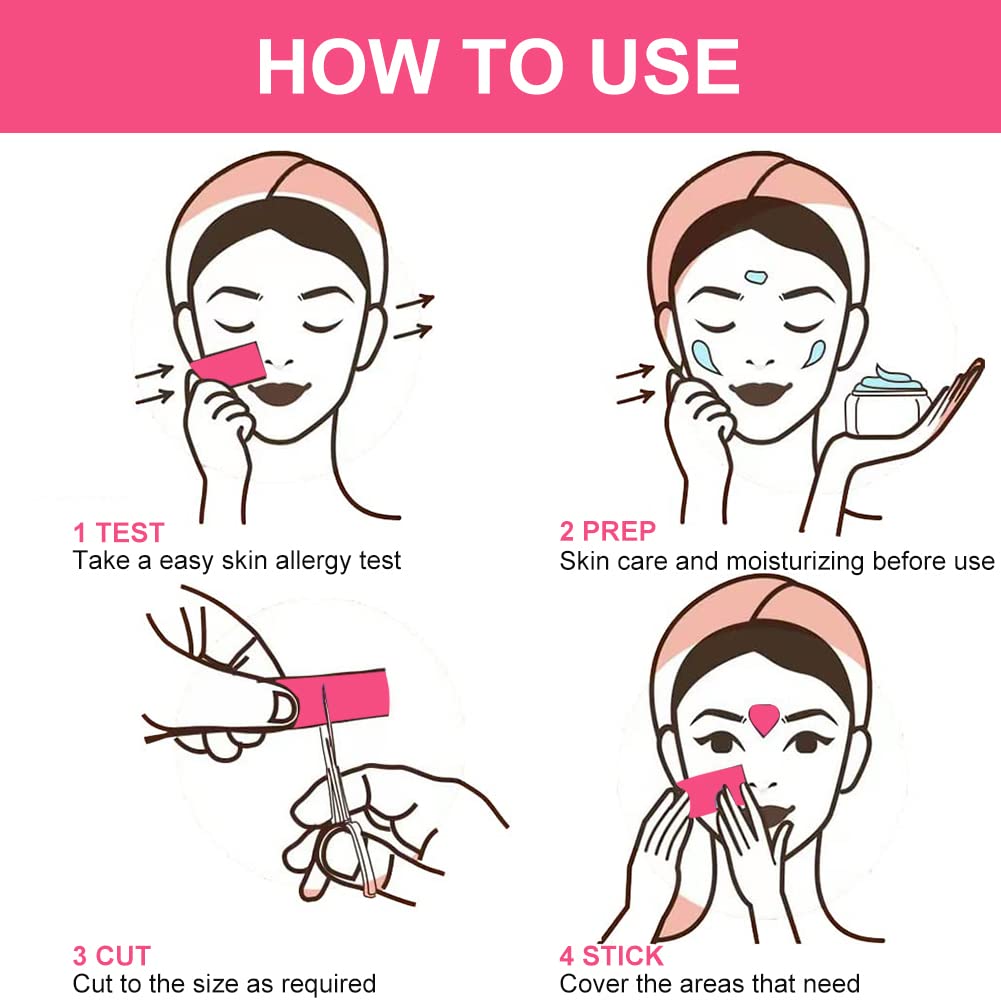 HOW TO USE
1 TEST
Take a easy skin allergy test
2 PREP
Skin care and moisturizing before use
3 CUT
Cut to the size as required
4 STICK
Cover the areas that need